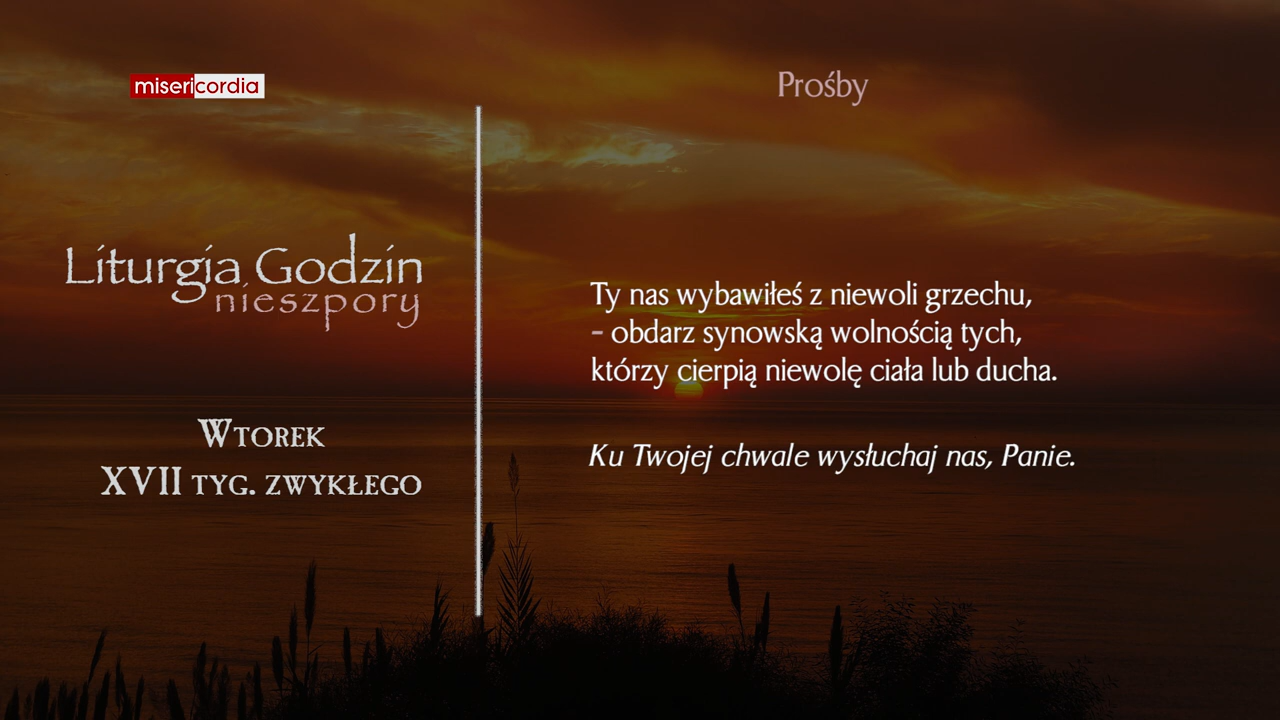 misericordia
Liturgia Godzin
nieszpory
Wtorek
XVII tyg. zwykłego
Prośby
Ty nas wybawiłeś z niewoli grzechu,
- obdarz synowską wolnością tych,
którzy cierpią niewolę ciała lub ducha.
Ku Twojej chwale wysłuchaj nas, Panie.